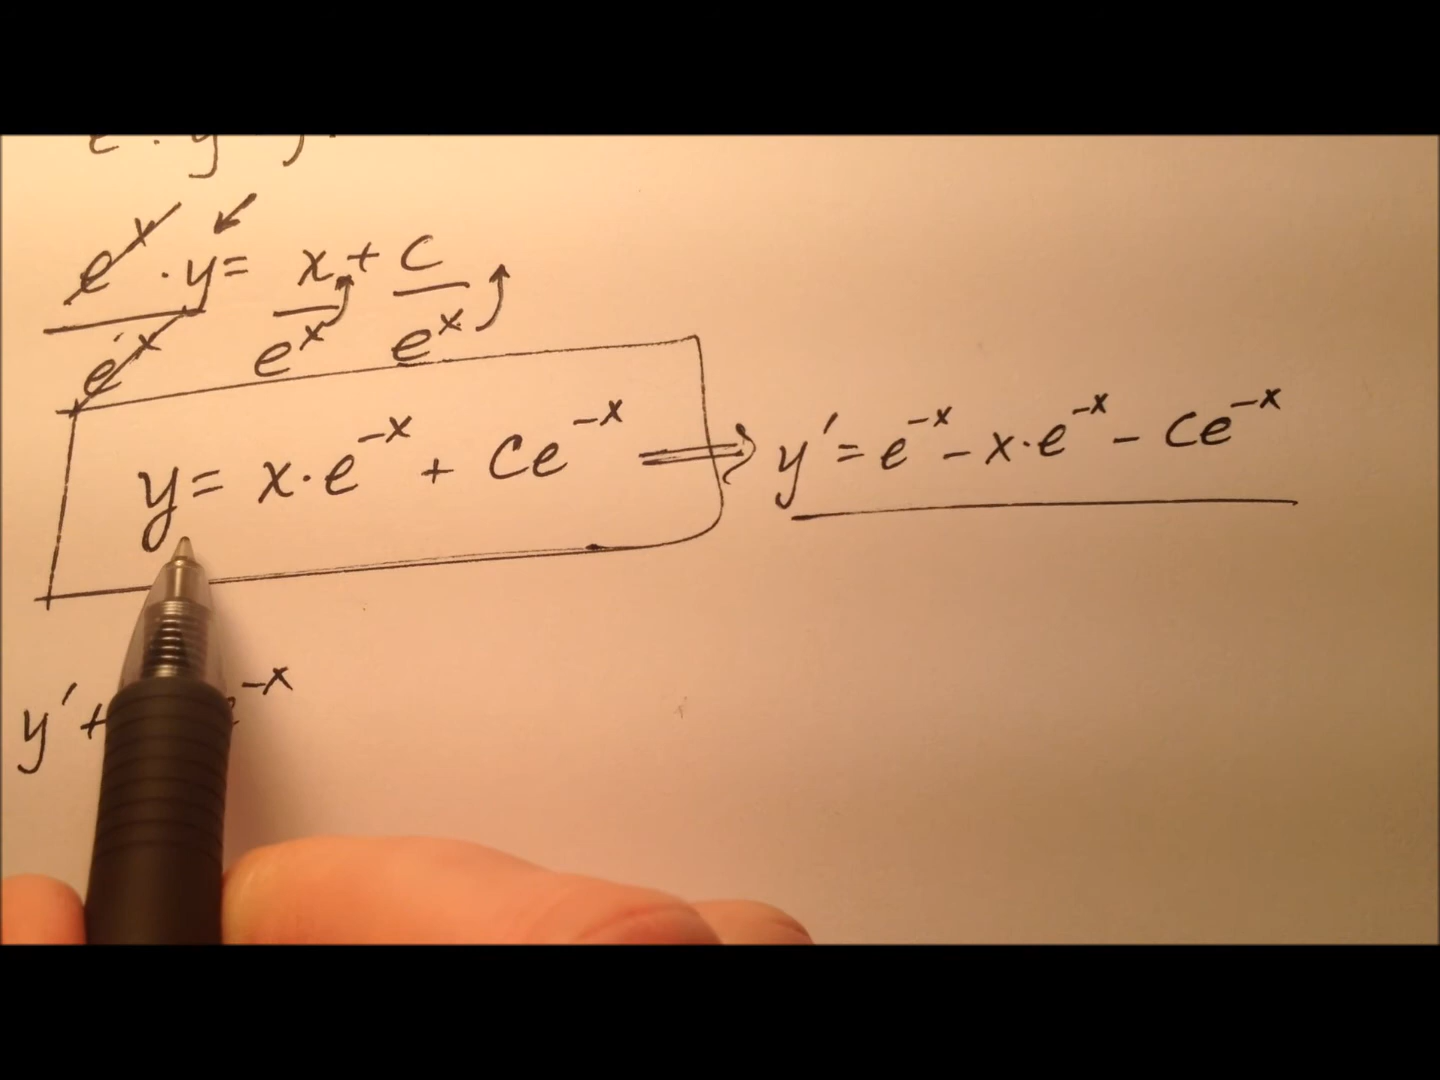 e^x · y = x + C
e^x e^x e^x
y = x · e^-x + Ce^-x ⇒ y' = e^-x - x · e^-x - Ce^-x
y' + e^-x